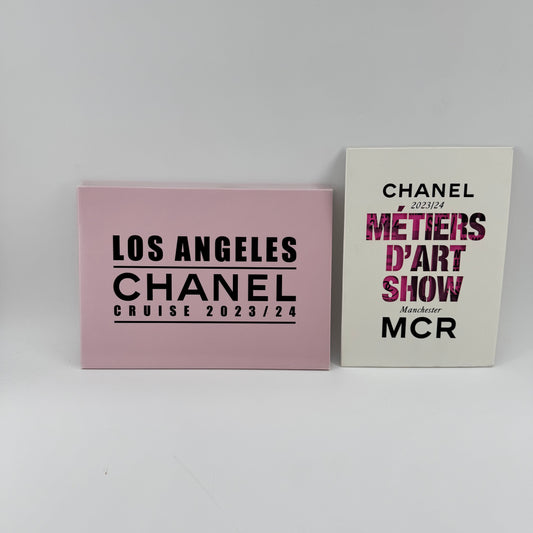 LOS ANGELES
CHANEL
CRUISE 2023/24
CHANEL
2023/24
MÉTIERS
D'ART
SHOW
Manchester
MCR